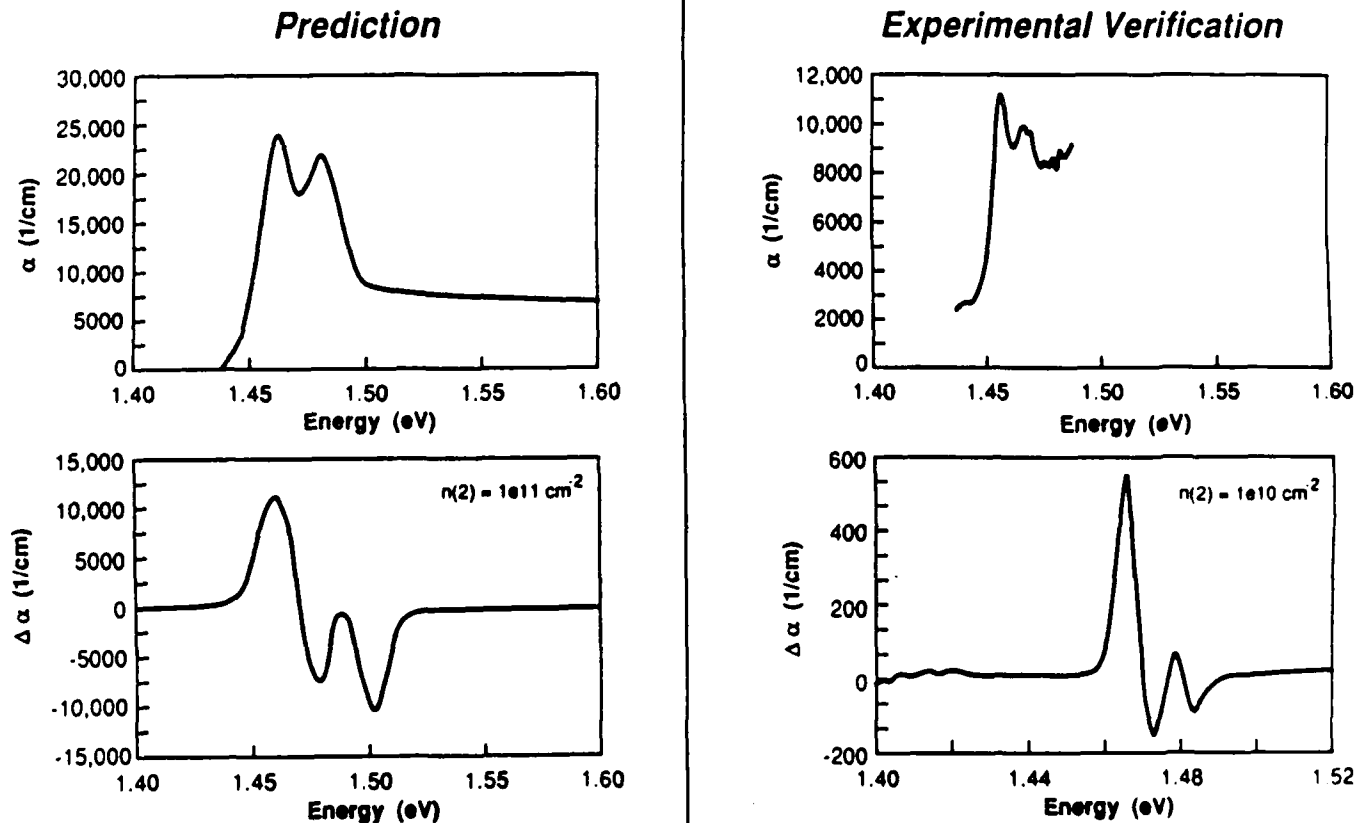 Prediction
30,000
25,000
20,000
15,000
10,000
5000
0
α (1/cm)
1.40 1.45 1.50 1.55 1.60
Energy (eV)
15,000
10,000
5000
0
-5000
-10,000
-15,000
Δ α (1/cm)
n(2) = 1e11 cm-2
1.40 1.45 1.50 1.55 1.60
Energy (eV)
Experimental Verification
12,000
10,000
8000
6000
4000
2000
0
α (1/cm)
1.40 1.45 1.50 1.55 1.60
Energy (eV)
600
400
200
0
-200
Δ α (1/cm)
n(2) = 1e10 cm-2
1.40 1.44 1.46 1.48 1.52
Energy (eV)